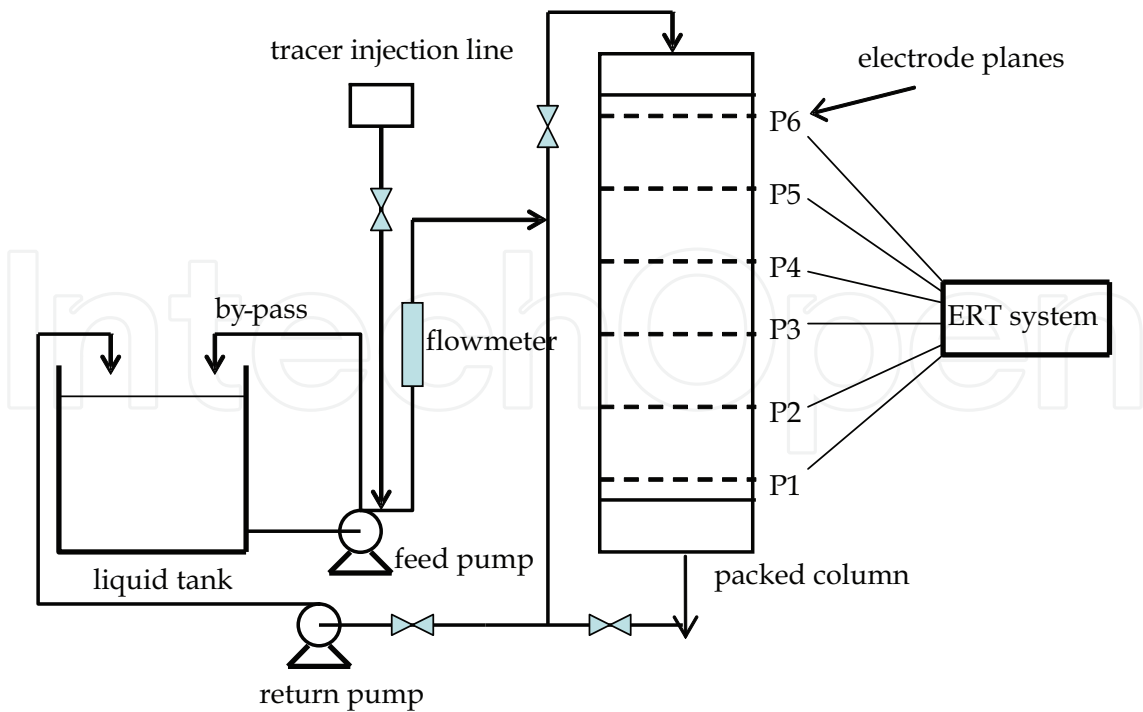 tracer injection line
electrode planes
P6
P5
P4
by-pass
ERT system
P3
flowmeter
P2
P1
feed pump
liquid tank
packed column
return pump
IntechOpen